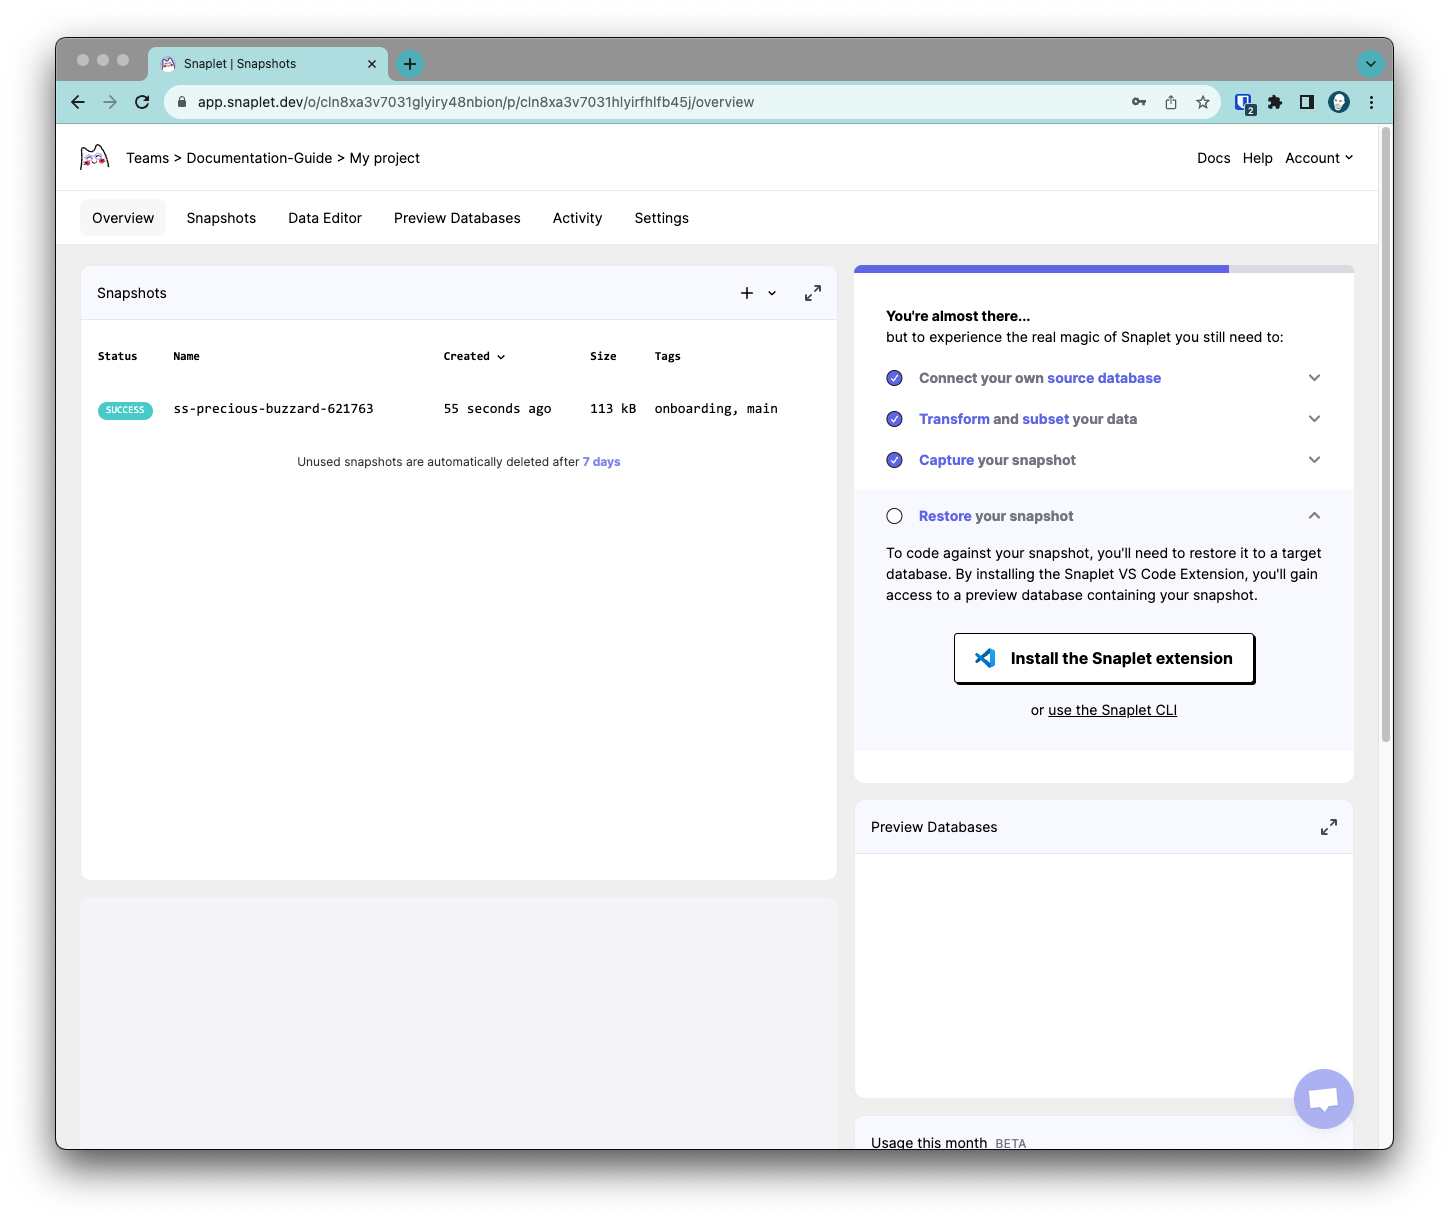 Snaplet | Snapshots
app.snaplet.dev/o/cln8xa3v7031glyiry48nbion/p/cln8xa3v7031hlyirfhlfb45j/overview
2
Teams > Documentation-Guide > My project
Docs Help Account
Overview Snapshots Data Editor Preview Databases Activity Settings
Snapshots
Status Name Created Size Tags
SUCCESS ss-precious-buzzard-621763 55 seconds ago 113 kB onboarding, main
Unused snapshots are automatically deleted after 7 days
You're almost there...
but to experience the real magic of Snaplet you still need to:
Connect your own source database
Transform and subset your data
Capture your snapshot
Restore your snapshot
To code against your snapshot, you'll need to restore it to a target
database. By installing the Snaplet VS Code Extension, you'll gain
access to a preview database containing your snapshot.
Install the Snaplet extension
or use the Snaplet CLI
Preview Databases
Usage this month BETA